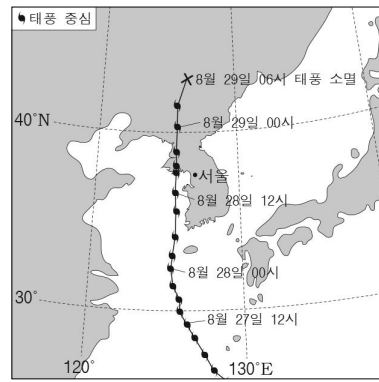 태풍 중심
8월 29일 06시 태풍 소멸
40°N
8월 29일 00시
서울
8월 28일 12시
8월 28일 00시
30°
8월 27일 12시
120°
130°E